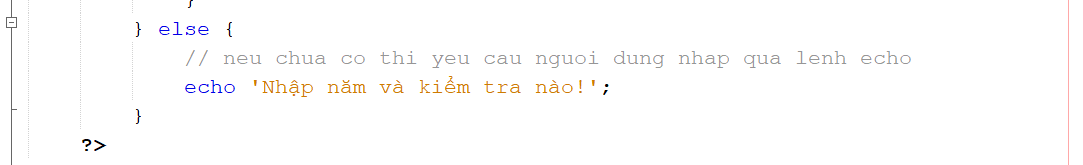 }
} else {
// neu chua co thi yeu cau nguoi dung nhap qua lenh echo
echo 'Nhập năm và kiểm tra nào!';
}
?>